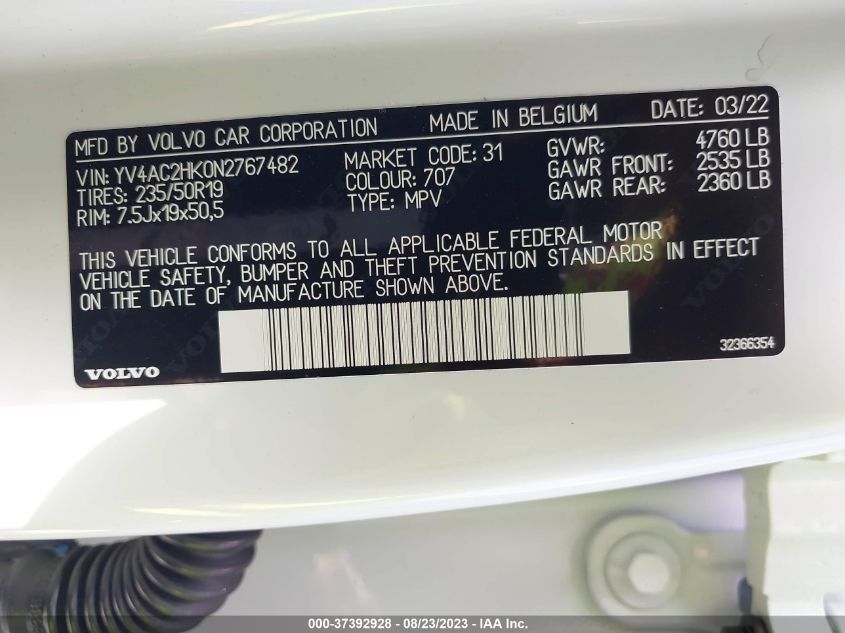 MFD BY VOLVO CAR CORPORATION MADE IN BELGIUM DATE: 03/22
VIN: YV4AC2HK0N2767482 MARKET CODE: 31 GVWR: 4760 LB
TIRES: 235/50R19 COLOUR: 707 GAWR FRONT: 2535 LB
RIM: 7.5Jx19x50,5 TYPE: MPV GAWR REAR: 2360 LB
THIS VEHICLE CONFORMS TO ALL APPLICABLE FEDERAL MOTOR
VEHICLE SAFETY, BUMPER AND THEFT PREVENTION STANDARDS IN EFFECT
ON THE DATE OF MANUFACTURE SHOWN ABOVE.
VOLVO 32366354
000-37392928 - 08/23/2023 - IAA Inc.